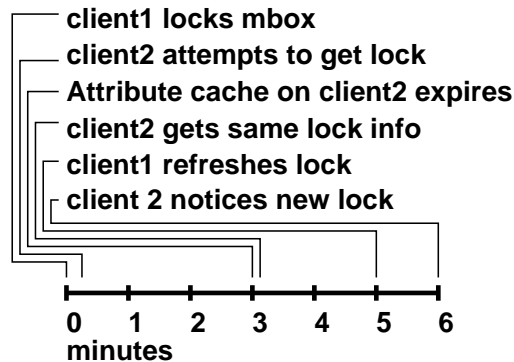 client1 locks mbox
client2 attempts to get lock
Attribute cache on client2 expires
client2 gets same lock info
client1 refreshes lock
client 2 notices new lock
0 1 2 3 4 5 6
minutes